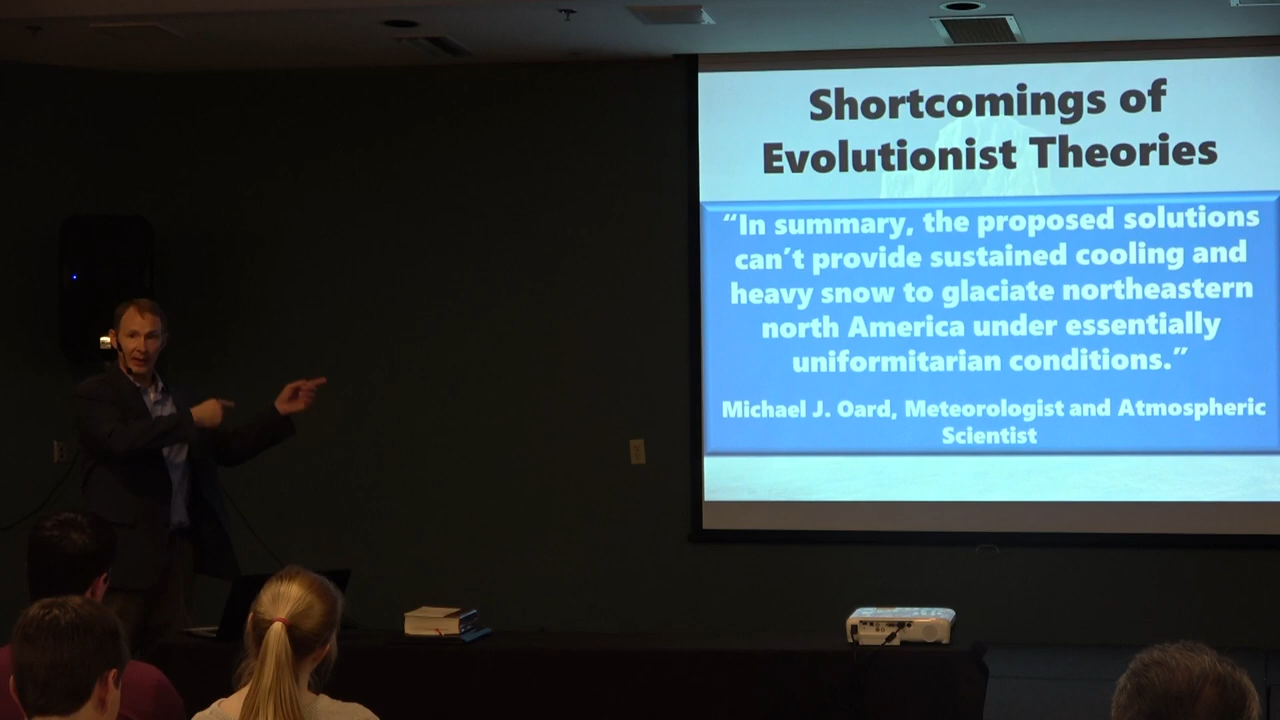 Shortcomings of
Evolutionist Theories
“In summary, the proposed solutions
can’t provide sustained cooling and
heavy snow to glaciate northeastern
north America under essentially
uniformitarian conditions.”
Michael J. Oard, Meteorologist and Atmospheric
Scientist